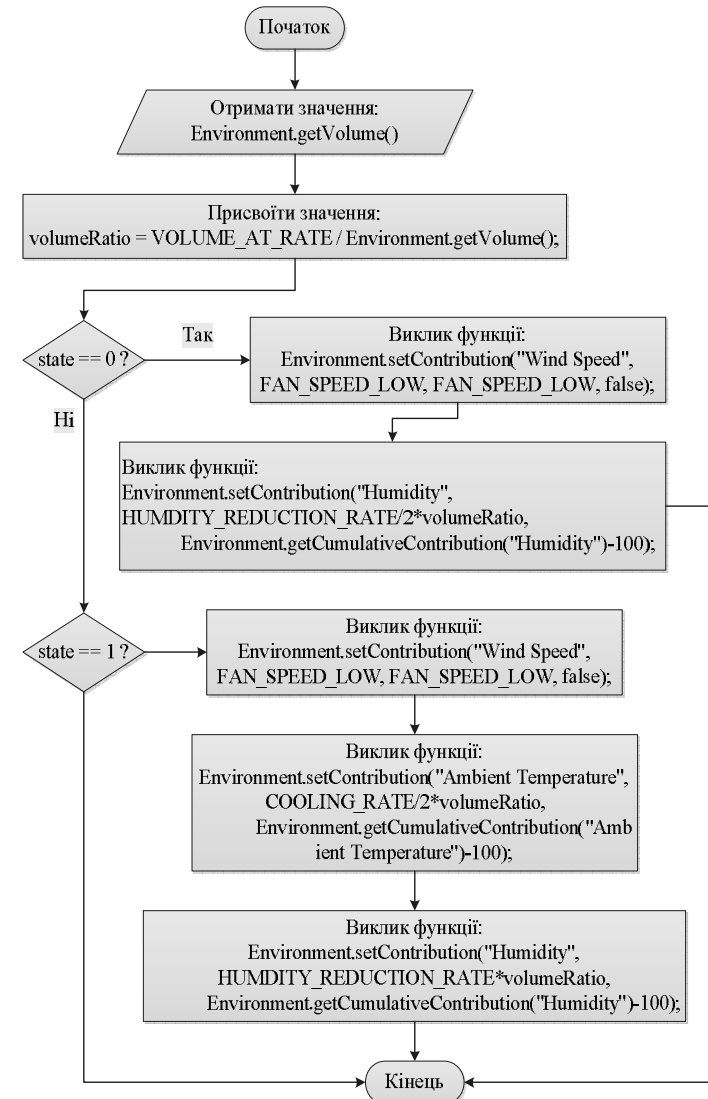 Початок
Отримати значення:
Environment.getVolume()
Присвоїти значення:
volumeRatio = VOLUME_AT_RATE / Environment.getVolume();
state == 0 ?
Так
Виклик функції:
Environment.setContribution("Wind Speed",
FAN_SPEED_LOW, FAN_SPEED_LOW, false);
Ні
Виклик функції:
Environment.setContribution("Humidity",
HUMDITY_REDUCTION_RATE/2*volumeRatio,
Environment.getCumulativeContribution("Humidity")-100);
state == 1 ?
Виклик функції:
Environment.setContribution("Wind Speed",
FAN_SPEED_LOW, FAN_SPEED_LOW, false);
Виклик функції:
Environment.setContribution("Ambient Temperature",
COOLING_RATE/2*volumeRatio,
Environment.getCumulativeContribution("Amb
ient Temperature")-100);
Виклик функції:
Environment.setContribution("Humidity",
HUMDITY_REDUCTION_RATE*volumeRatio,
Environment.getCumulativeContribution("Humidity")-100);
Кінець